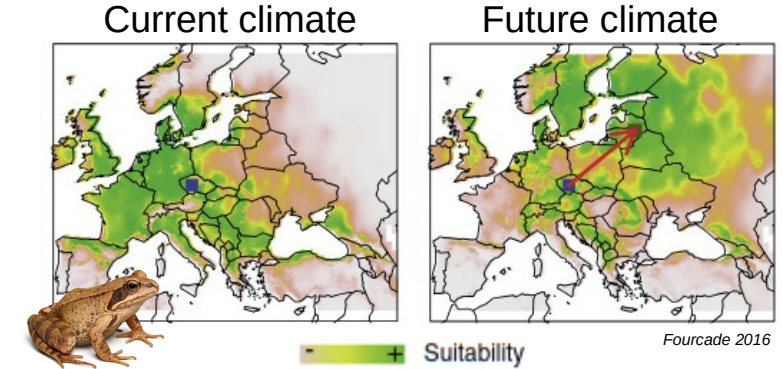 Current climate
Future climate
- + Suitability
Fourcade 2016